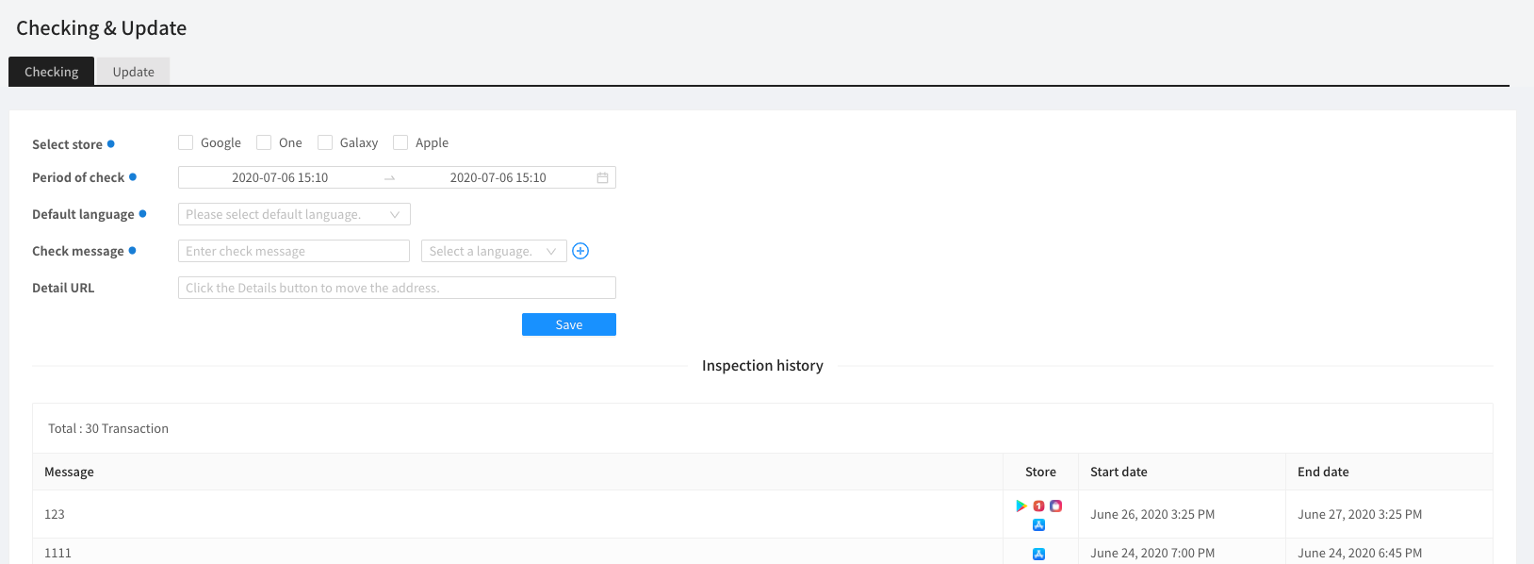 Checking & Update
Checking Update
Select store Google One Galaxy Apple
Period of check 2020-07-06 15:10 → 2020-07-06 15:10
Default language Please select default language.
Check message Enter check message Select a language.
Detail URL Click the Details button to move the address.
Save
Inspection history
Total : 30 Transaction
Message Store Start date End date
123 1 June 26, 2020 3:25 PM June 27, 2020 3:25 PM
1111 June 24, 2020 7:00 PM June 24, 2020 6:45 PM